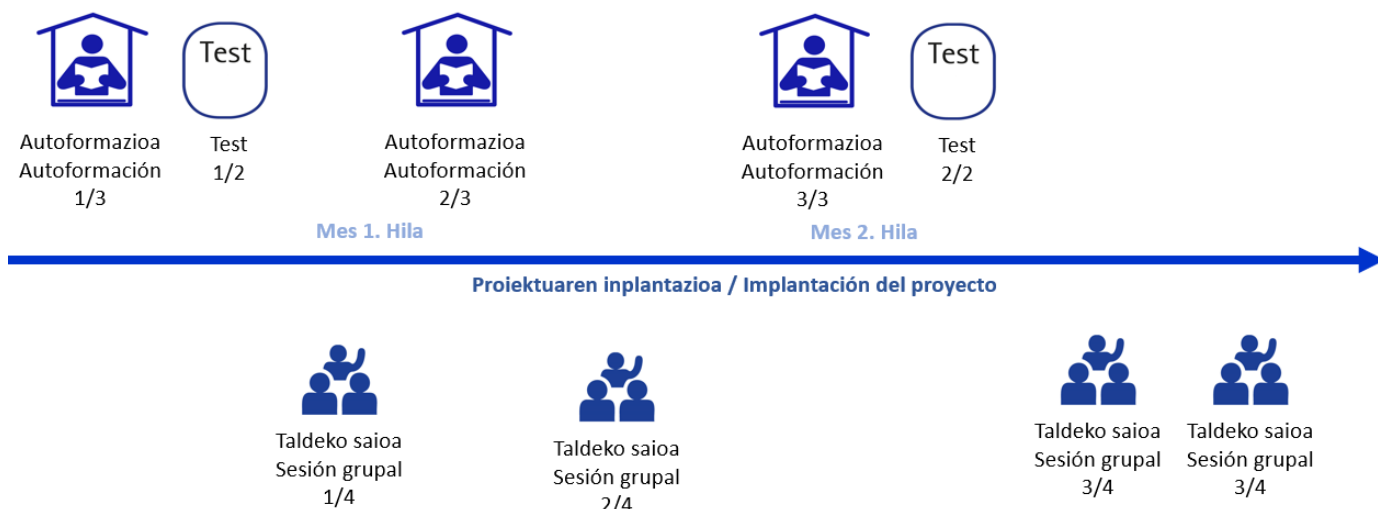 Test
Test
Autoformazioa
Autoformación
1/3
Test
1/2
Autoformazioa
Autoformación
2/3
Autoformazioa
Autoformación
3/3
Test
2/2
Mes 1. Hila
Mes 2. Hila
Proiektuaren inplantazioa / Implantación del proyecto
Taldeko saioa
Sesión grupal
1/4
Taldeko saioa
Sesión grupal
2/4
Taldeko saioa
Sesión grupal
3/4
Taldeko saioa
Sesión grupal
3/4